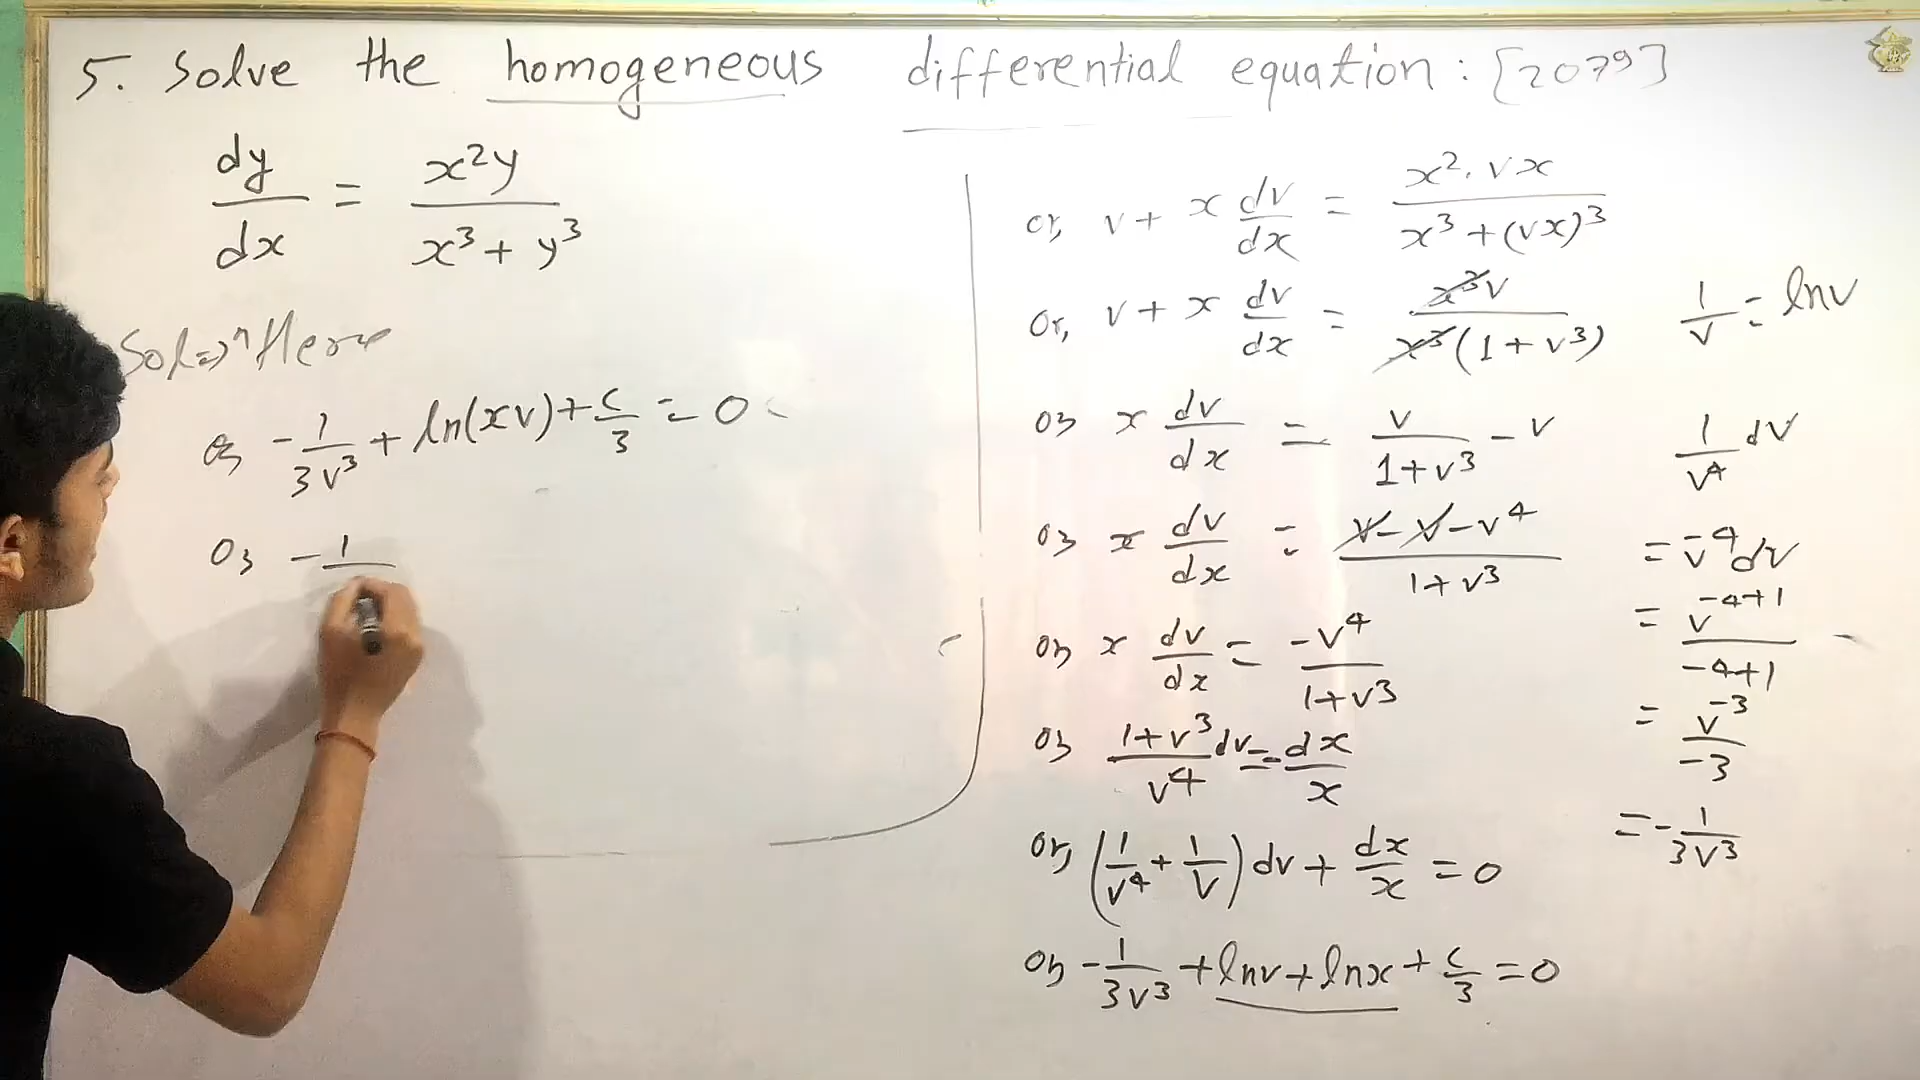 5. Solve the homogeneous differential equation : [2079]
dy/dx = x²y / x³ + y³
Solⁿ Here
or, -1/3v³ + ln(xv) + c/3 = 0
or, -1/
or, v + x dv/dx = x².vx / x³ + (vx)³
or, v + x dv/dx = x³v / x³(1 + v³)
or, x dv/dx = v / 1+v³ - v
or, x dv/dx = v - v - v⁴ / 1+v³
or, x dv/dx = -v⁴ / 1+v³
or, 1+v³ / v⁴ dv = - dx/x
or, (1/v⁴ + 1/v) dv + dx/x = 0
or, -1/3v³ + lnv + lnx + c/3 = 0
1/v = lnv
1/v⁴ dv
= v⁻⁴dv
= v⁻⁴⁺¹ / -4+1
= v⁻³ / -3
= -1/3v³